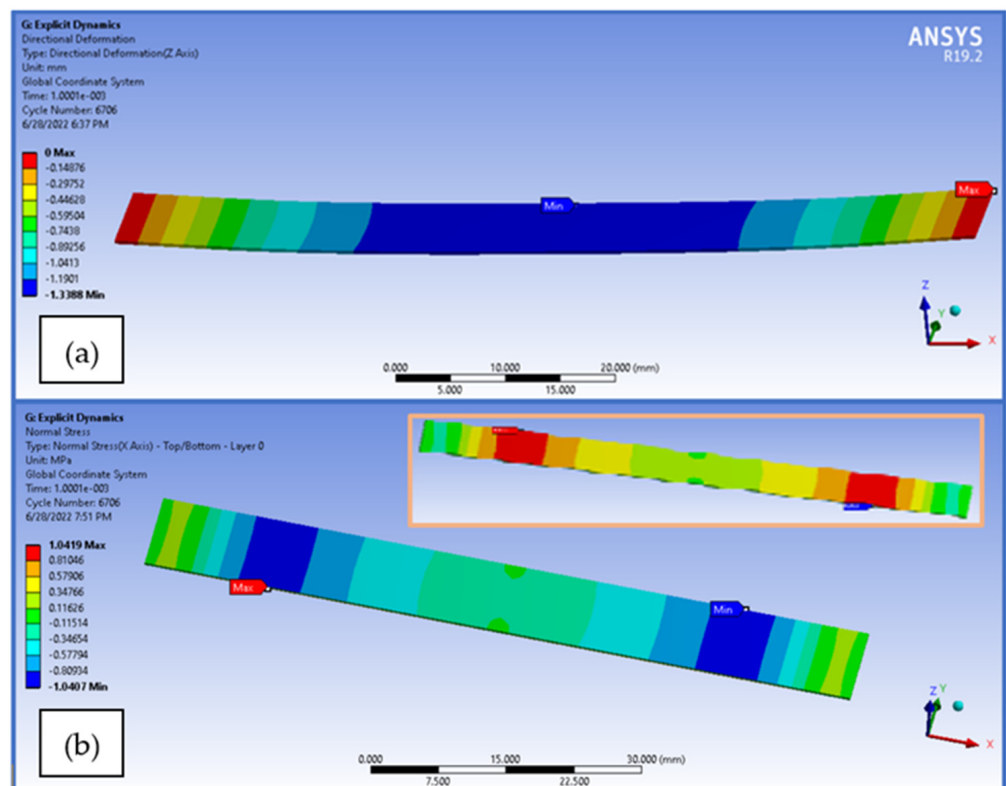 G: Explicit Dynamics
Directional Deformation
Type: Directional Deformation(Z Axis)
Unit: mm
Global Coordinate System
Time: 1.0001e-003
Cycle Number: 6706
6/28/2022 6:37 PM
ANSYS
R19.2
0 Max
-0.14876
-0.29752
-0.44628
-0.59504
-0.7438
-0.89256
-1.0413
-1.1901
-1.3388 Min
Min
Max
Z
Y
X
(a)
0.000 10.000 20.000 (mm)
5.000 15.000
G: Explicit Dynamics
Normal Stress
Type: Normal Stress(X Axis) - Top/Bottom - Layer 0
Unit: MPa
Global Coordinate System
Time: 1.0001e-003
Cycle Number: 6706
6/28/2022 7:51 PM
1.0419 Max
0.81046
0.57906
0.34766
0.11626
-0.11514
-0.34654
-0.57794
-0.80934
-1.0407 Min
Max
Min
Z
Y
X
(b)
0.000 15.000 30.000 (mm)
7.500 22.500